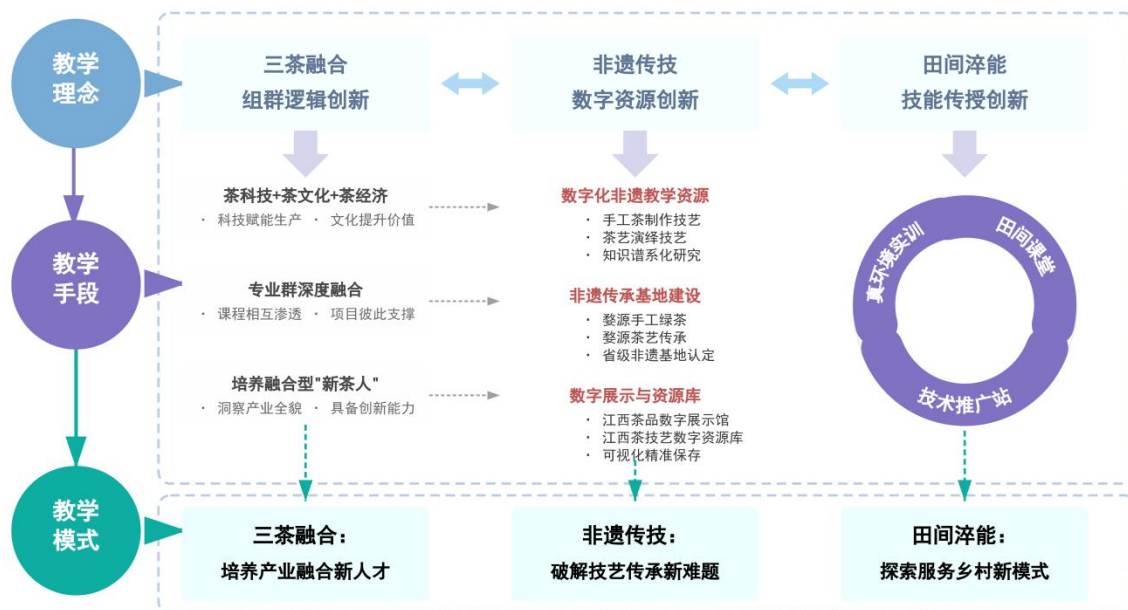 教学
理念
三茶融合
组群逻辑创新
非遗传技
数字资源创新
田间淬能
技能传授创新
教学
手段
茶科技+茶文化+茶经济
· 科技赋能生产 · 文化提升价值
专业群深度融合
· 课程相互渗透 · 项目彼此支撑
培养融合型"新茶人"
· 洞察产业全貌 · 具备创新能力
数字化非遗教学资源
· 手工茶制作技艺
· 茶艺演绎技艺
· 知识谱系化研究
非遗传承基地建设
· 婺源手工绿茶
· 婺源茶艺传承
· 省级非遗基地认定
数字展示与资源库
· 江西茶品数字展示馆
· 江西茶技艺数字资源库
· 可视化精准保存
真环境实训
田间课堂
技术推广站
教学
模式
三茶融合：
培养产业融合新人才
非遗传技：
破解技艺传承新难题
田间淬能：
探索服务乡村新模式